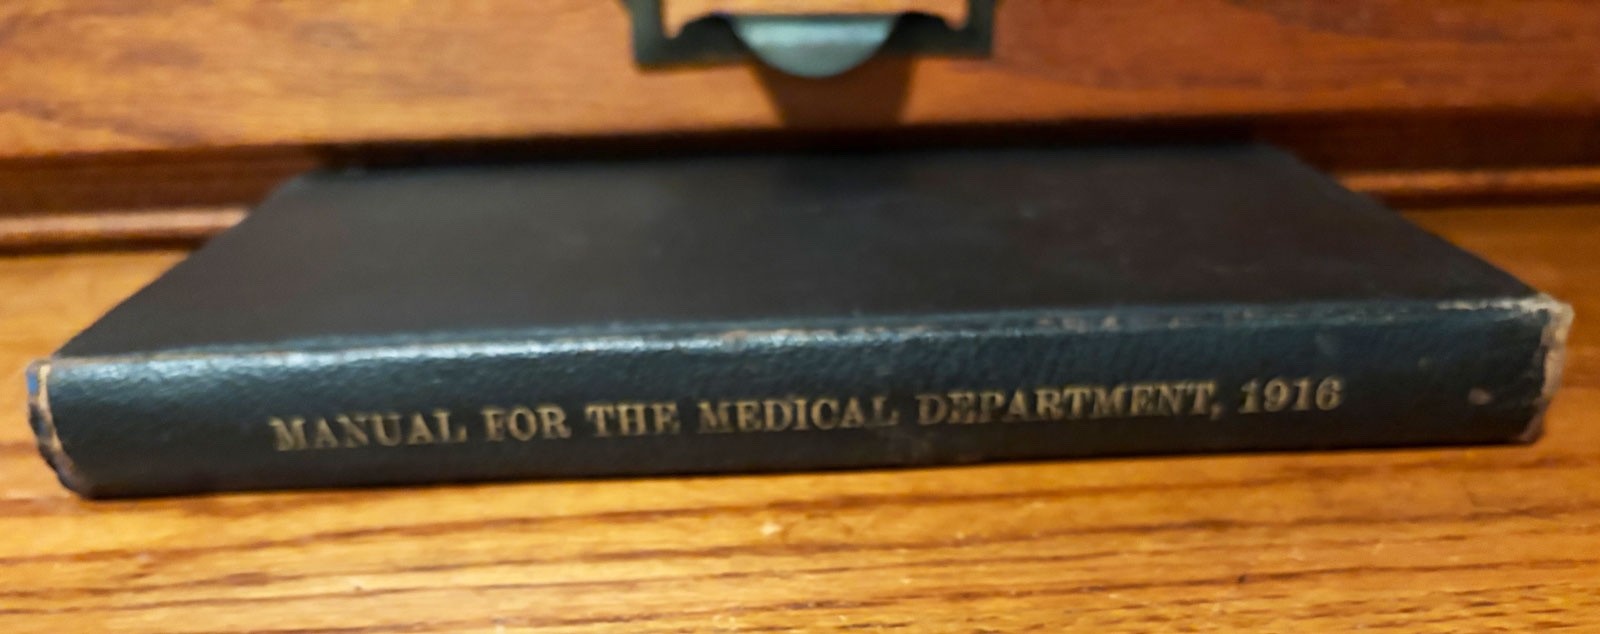 MANUAL FOR THE MEDICAL DEPARTMENT, 1916